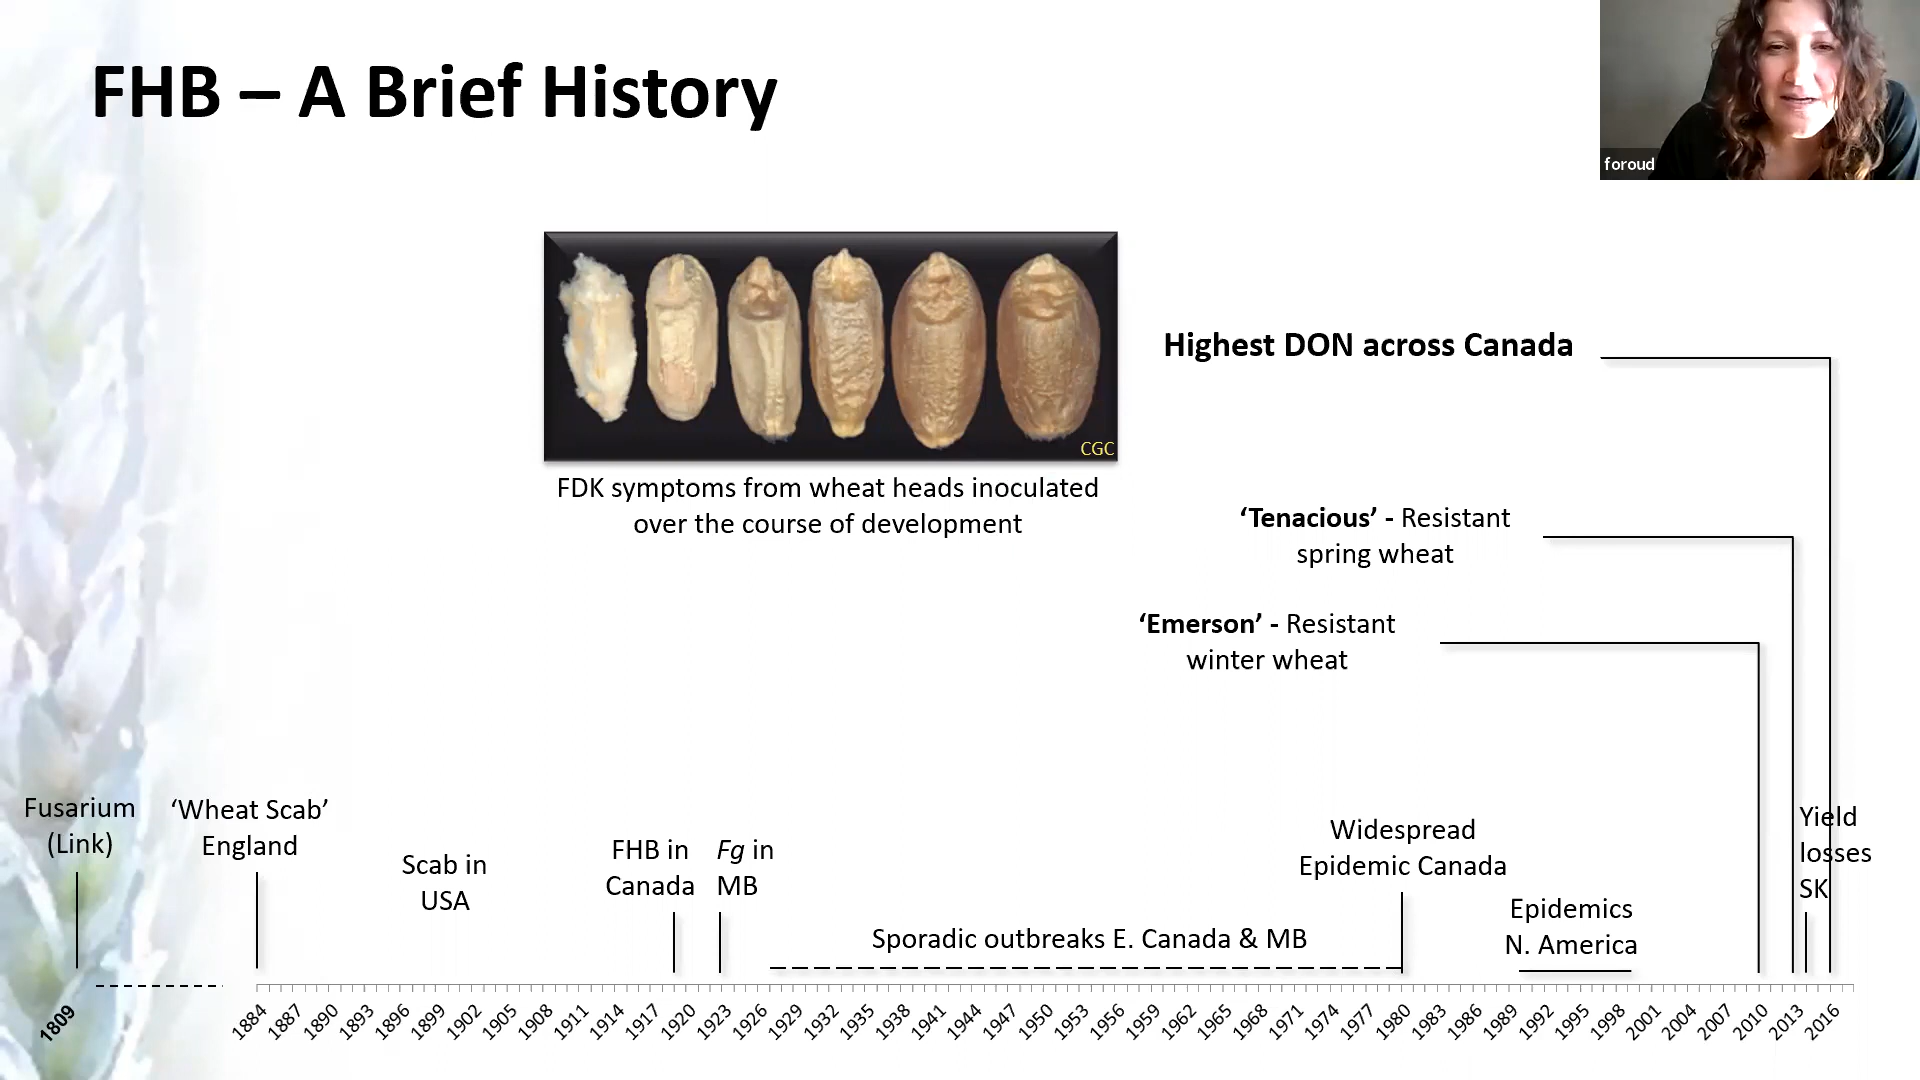 FHB – A Brief History
foroud
CGC
FDK symptoms from wheat heads inoculated
over the course of development
Highest DON across Canada
‘Tenacious’ - Resistant
spring wheat
‘Emerson’ - Resistant
winter wheat
Fusarium
(Link)
‘Wheat Scab’
England
Scab in
USA
FHB in
Canada
Fg in
MB
Sporadic outbreaks E. Canada & MB
Widespread
Epidemic Canada
Epidemics
N. America
Yield
losses
SK
1809
1884 1887 1890 1893 1896 1899 1902 1905 1908 1911 1914 1917 1920 1923 1926 1929 1932 1935 1938 1941 1944 1947 1950 1953 1956 1959 1962 1965 1968 1971 1974 1977 1980 1983 1986 1989 1992 1995 1998 2001 2004 2007 2010 2013 2016